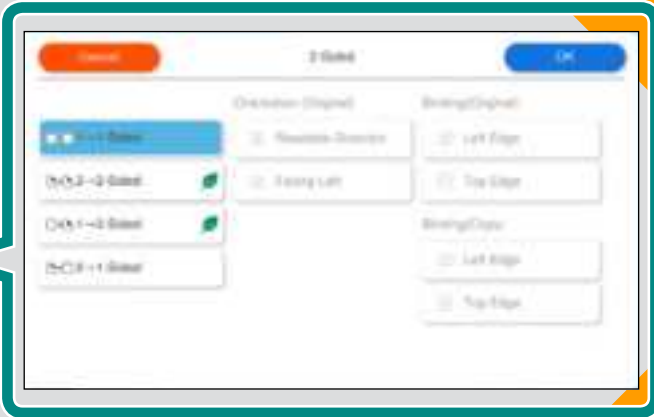 Cancel
2-Sided
OK
Orientation (Original)
Binding(Original)
1→1-Sided
Readable Direction
Left Edge
2→2-Sided
Facing Left
Top Edge
1→2-Sided
Binding(Copy)
2→1-Sided
Left Edge
Top Edge